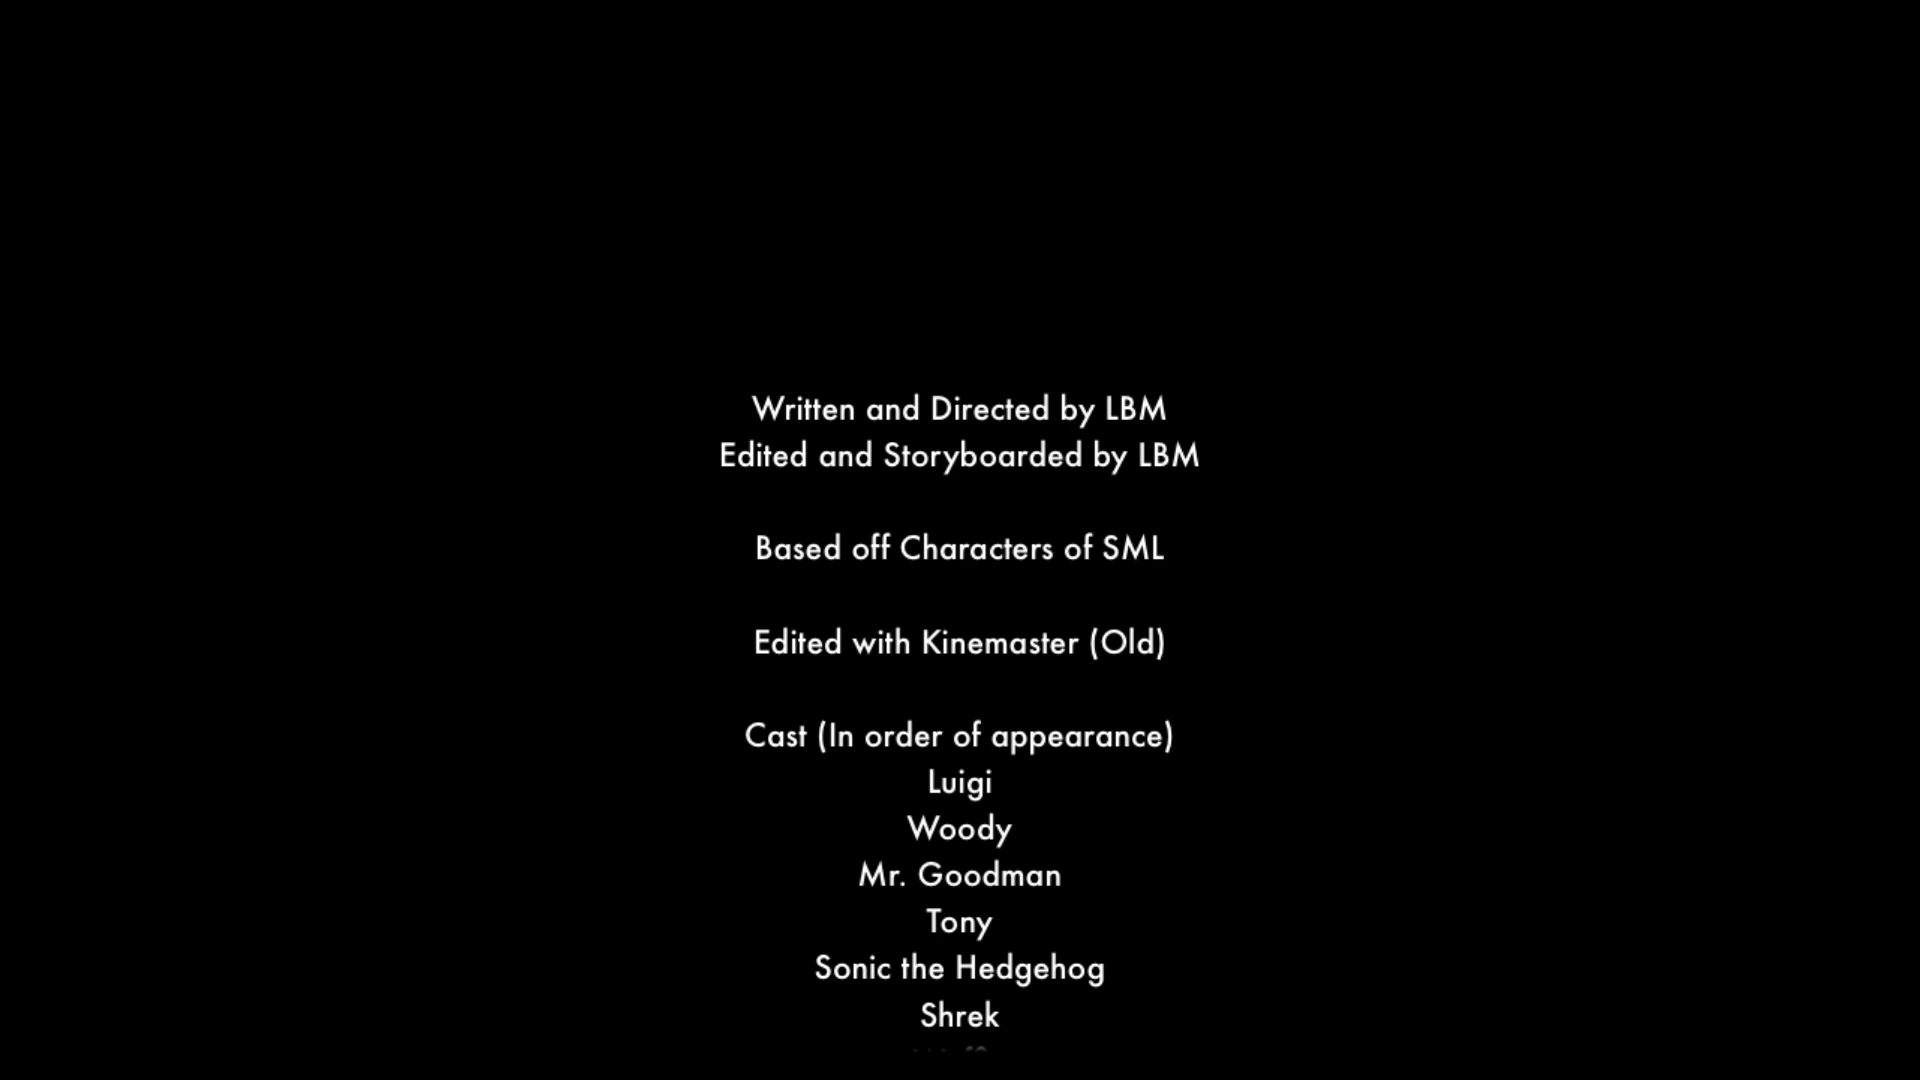 Written and Directed by LBM
Edited and Storyboarded by LBM
Based off Characters of SML
Edited with Kinemaster (Old)
Cast (In order of appearance)
Luigi
Woody
Mr. Goodman
Tony
Sonic the Hedgehog
Shrek